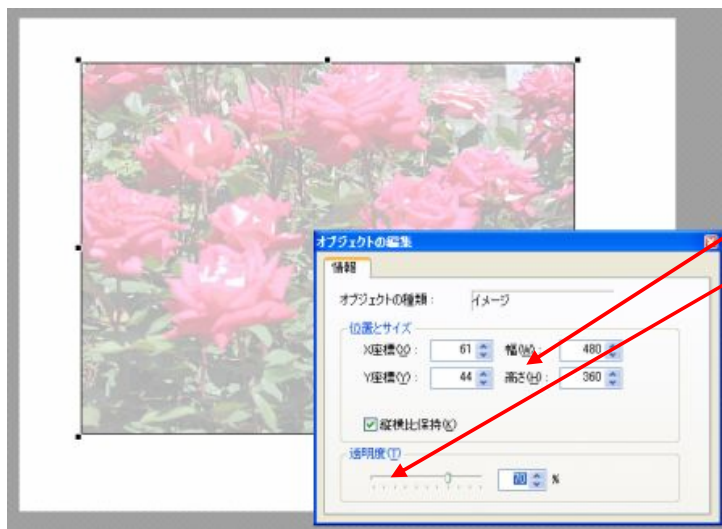 オブジェクトの編集
情報
オブジェクトの種類： イメージ
位置とサイズ
X座標(X)： 61 幅(W)： 480
Y座標(Y)： 44 高さ(H)： 360
縦横比保持(K)
透明度(T)
70 %